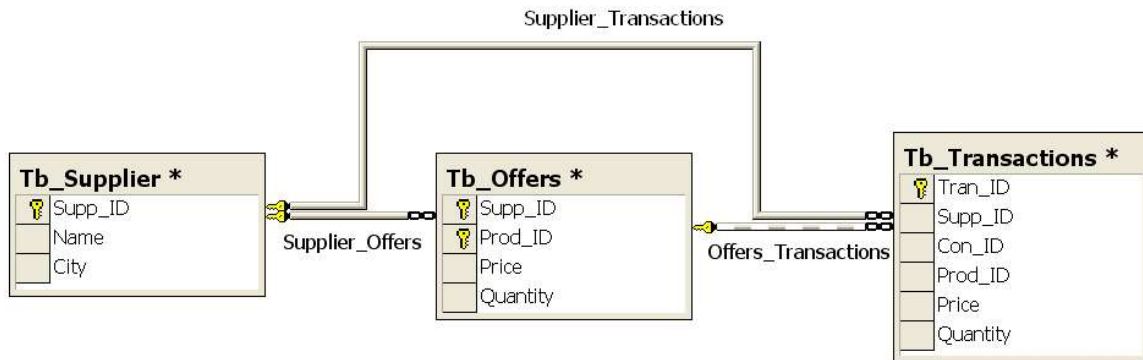 Supplier_Transactions
Tb_Supplier *
Supp_ID
Name
City
Supplier_Offers
Tb_Offers *
Supp_ID
Prod_ID
Price
Quantity
Offers_Transactions
Tb_Transactions *
Tran_ID
Supp_ID
Con_ID
Prod_ID
Price
Quantity